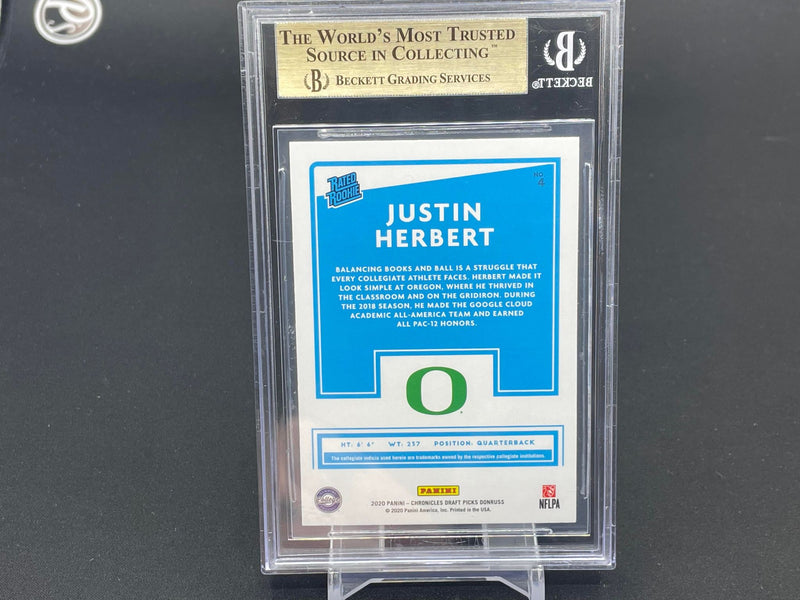 THE WORLD'S MOST TRUSTED
SOURCE IN COLLECTING™
BECKETT GRADING SERVICES
BECKETT®
RATED
ROOKIE
NO.
4
JUSTIN
HERBERT
BALANCING BOOKS AND BALL IS A STRUGGLE THAT
EVERY COLLEGIATE ATHLETE FACES. HERBERT MADE IT
LOOK SIMPLE AT OREGON, WHERE HE THRIVED IN
THE CLASSROOM AND ON THE GRIDIRON. DURING
THE 2018 SEASON, HE MADE THE GOOGLE CLOUD
ACADEMIC ALL-AMERICA TEAM AND EARNED
ALL PAC-12 HONORS.
O
HT: 6' 6" WT: 237 POSITION: QUARTERBACK
The collegiate indicia used herein are trademarks owned by the respective collegiate institutions.
PANINI
2020 PANINI – CHRONICLES DRAFT PICKS DONRUSS
© 2020 Panini America, Inc. Printed in the USA.
NFLPA